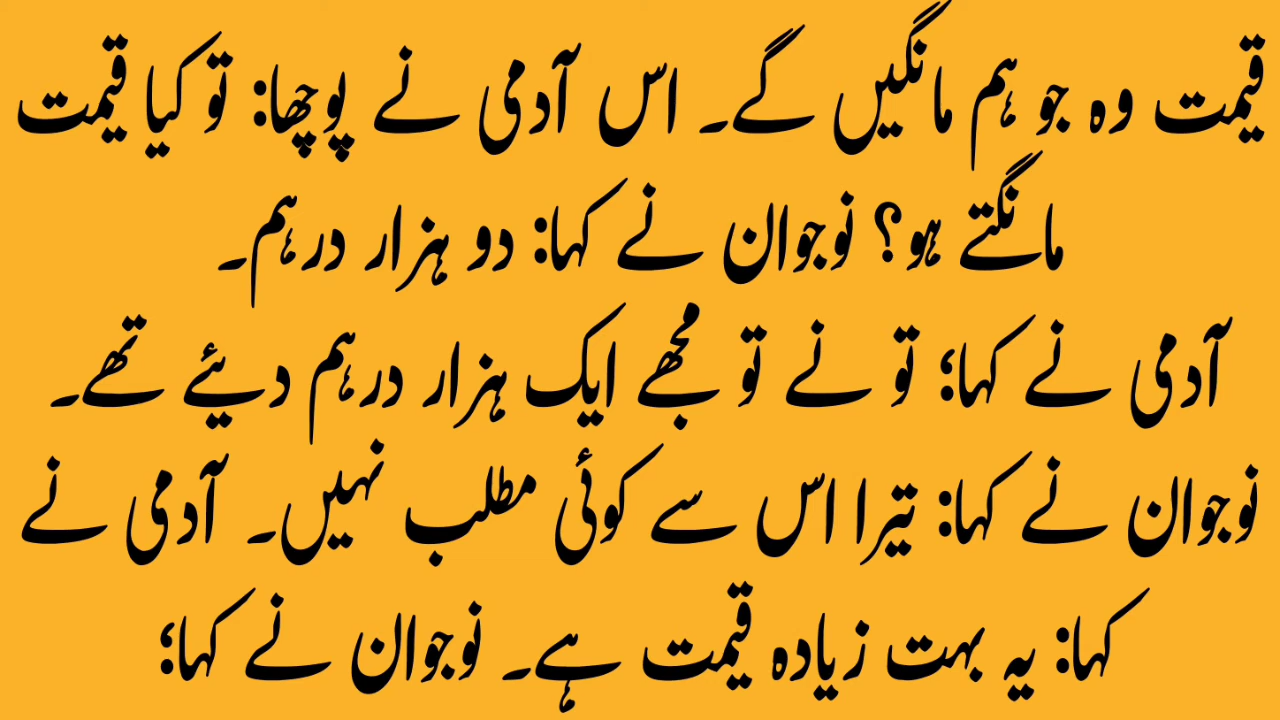 قیمت وہ جو ہم مانگیں گے۔ اس آدمی نے پوچھا: تو کیا قیمت
مانگتے ہو؟ نوجوان نے کہا: دو ہزار درہم۔
آدمی نے کہا؛ تو نے تو مجھے ایک ہزار درہم دیئے تھے۔
نوجوان نے کہا: تیرا اس سے کوئی مطلب نہیں۔ آدمی نے
کہا: یہ بہت زیادہ قیمت ہے۔ نوجوان نے کہا؛